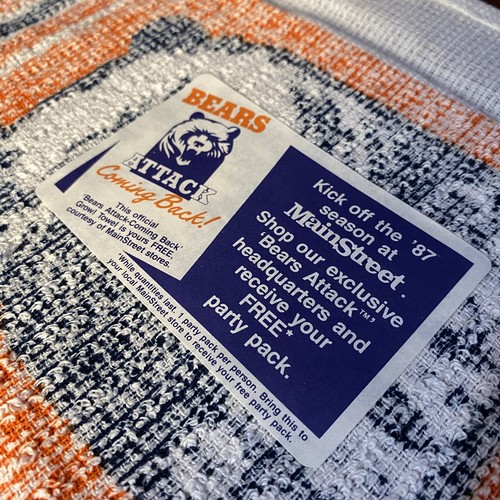 BEARS
ATTACK
Coming Back!
This official
'Bears Attack-Coming Back'
Growl Towel is yours FREE,
courtesy of MainStreet stores.
Kick off the '87
season at
MainStreet.
Shop our exclusive
'Bears Attack™,'
headquarters and
receive your
FREE*
party pack.
*While quantities last. 1 party pack per person. Bring this to
your local MainStreet store to receive your free party pack.